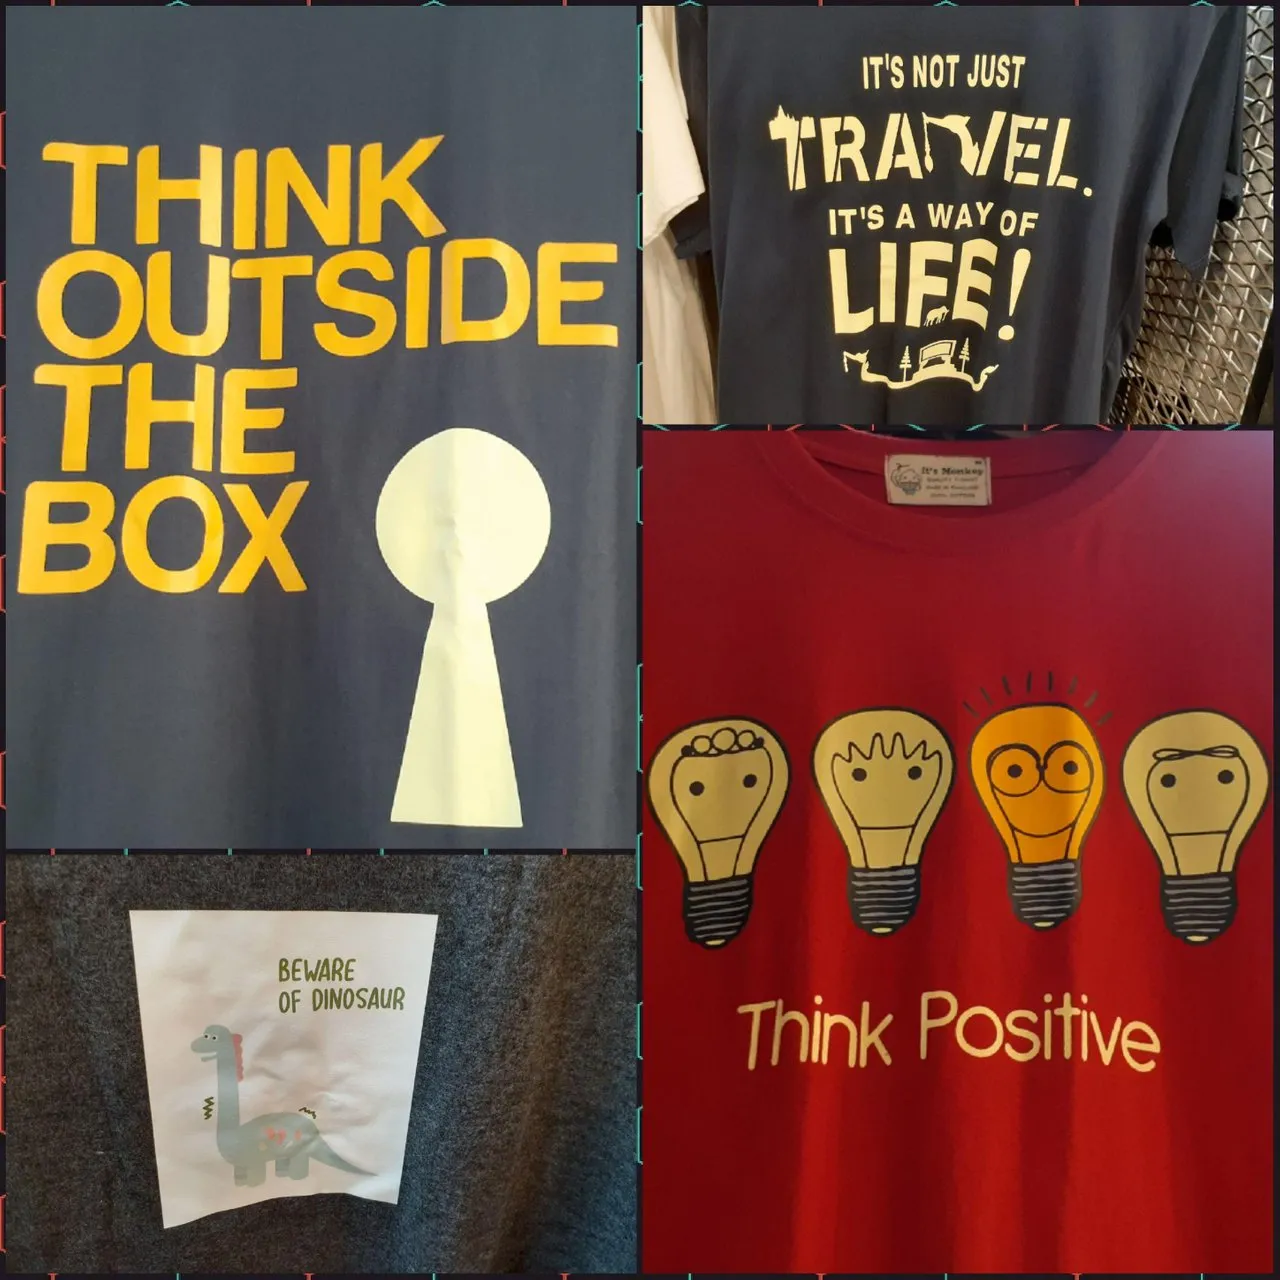 THINK
OUTSIDE
THE
BOX
IT'S NOT JUST
TRAVEL.
IT'S A WAY OF
LIFE!
BEWARE
OF DINOSAUR
It's Monkey
Think Positive